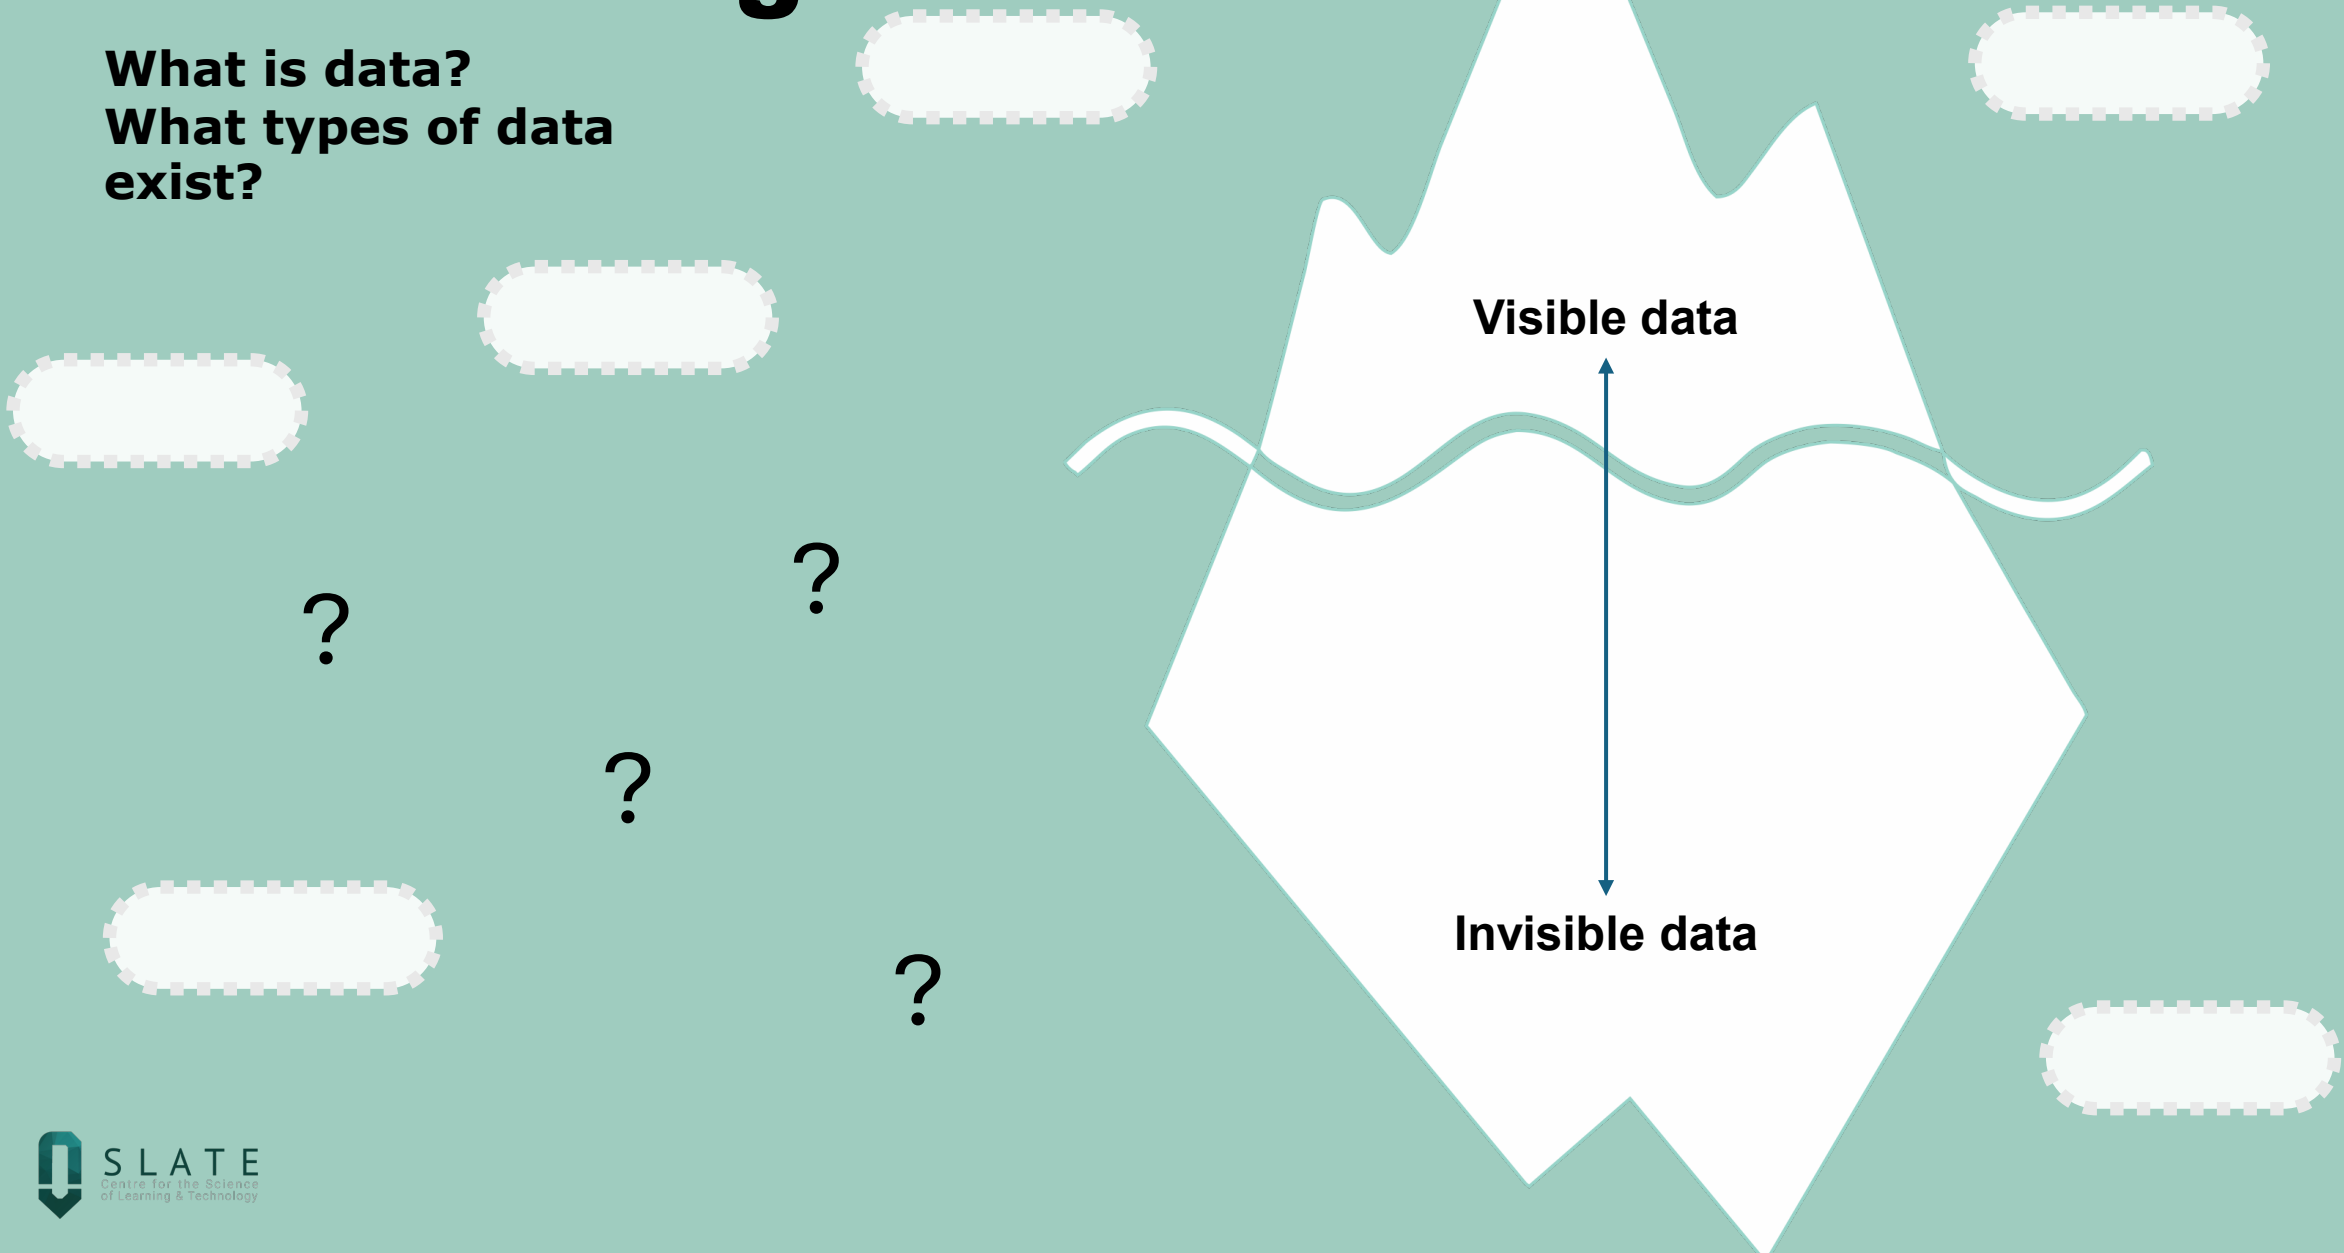 What is data?
What types of data
exist?
Visible data
?
?
?
Invisible data
?
SLATE
Centre for the Science
of Learning & Technology